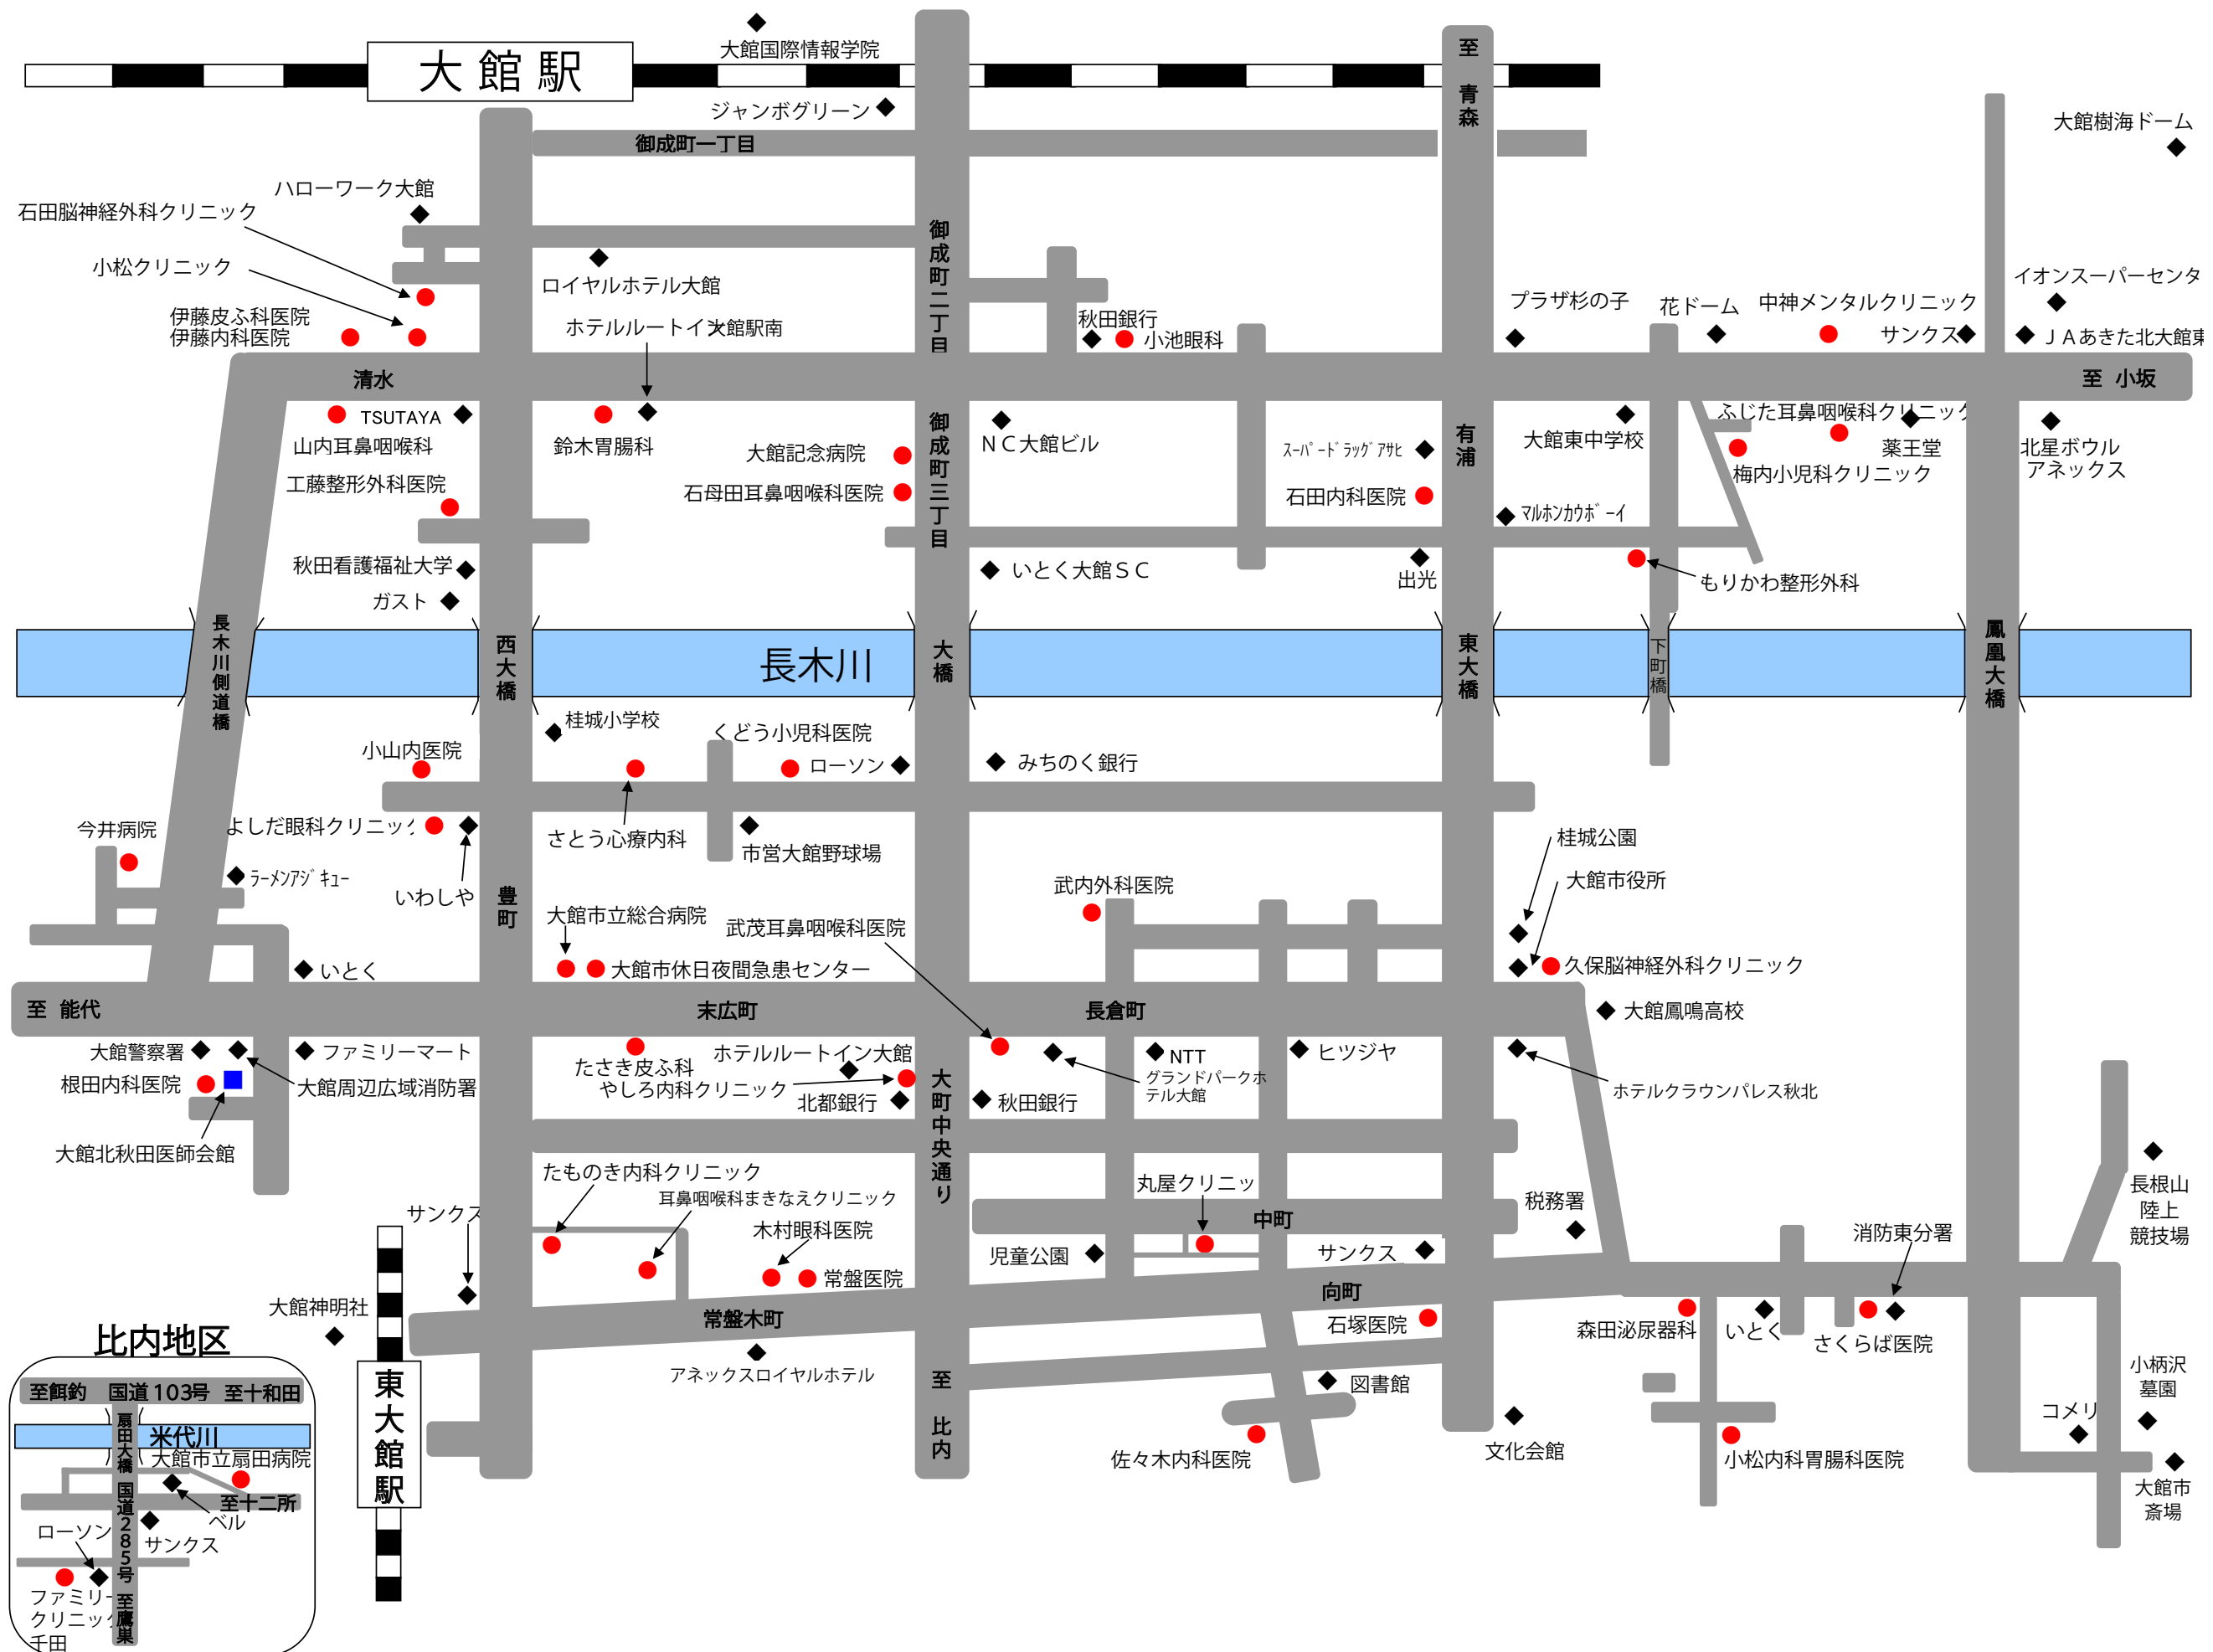 大館国際情報学院
大館駅
至 青森
ジャンボグリーン
御成町一丁目
大館樹海ドーム
ハローワーク大館
石田脳神経外科クリニック
小松クリニック
ロイヤルホテル大館
御成町二丁目
イオンスーパーセンタ
伊藤皮ふ科医院
伊藤内科医院
ホテルルートイン大館駅南
秋田銀行
小池眼科
プラザ杉の子
花ドーム
中神メンタルクリニック
サンクス
ＪＡあきた北大館東
清水
至 小坂
TSUTAYA
山内耳鼻咽喉科
鈴木胃腸科
御成町三丁目
ＮＣ大館ビル
有浦
大館東中学校
ふじた耳鼻咽喉科クリニック
薬王堂
北星ボウル
アネックス
大館記念病院
ｽｰﾊﾟｰﾄﾞﾗｯｸﾞｱｻﾋ
梅内小児科クリニック
工藤整形外科医院
石母田耳鼻咽喉科医院
石田内科医院
ﾏﾙﾎﾝｶｳﾎﾞｰｲ
秋田看護福祉大学
いとく大館ＳＣ
出光
もりかわ整形外科
ガスト
長木川側道橋
西大橋
長木川
大橋
東大橋
下町橋
鳳凰大橋
桂城小学校
くどう小児科医院
小山内医院
ローソン
みちのく銀行
今井病院
よしだ眼科クリニック
さとう心療内科
市営大館野球場
桂城公園
ﾗｰﾒﾝｱｼﾞｷｭｰ
いわしや
豊町
武内外科医院
大館市役所
大館市立総合病院
武茂耳鼻咽喉科医院
いとく
大館市休日夜間急患センター
久保脳神経外科クリニック
至 能代
末広町
長倉町
大館鳳鳴高校
大館警察署
ファミリーマート
たさき皮ふ科
ホテルルートイン大館
NTT
ヒツジヤ
根田内科医院
大館周辺広域消防署
やしろ内科クリニック
大町中央通り
グランドパークホ
テル大館
ホテルクラウンパレス秋北
北都銀行
秋田銀行
大館北秋田医師会館
たものき内科クリニック
丸屋クリニッ
長根山
陸上
競技場
サンクス
耳鼻咽喉科まきなえクリニック
税務署
木村眼科医院
中町
消防東分署
児童公園
サンクス
常盤医院
大館神明社
常盤木町
向町
石塚医院
森田泌尿器科
いとく
さくらば医院
比内地区
東大館駅
アネックスロイヤルホテル
至 比内
図書館
小柄沢
墓園
コメリ
至餌釣 国道103号 至十和田
扇田大橋
米代川
大館市立扇田病院
佐々木内科医院
文化会館
小松内科胃腸科医院
大館市
斎場
国道285号
至十二所
ベル
ローソン
サンクス
至鷹巣
ファミリー
クリニック
千田